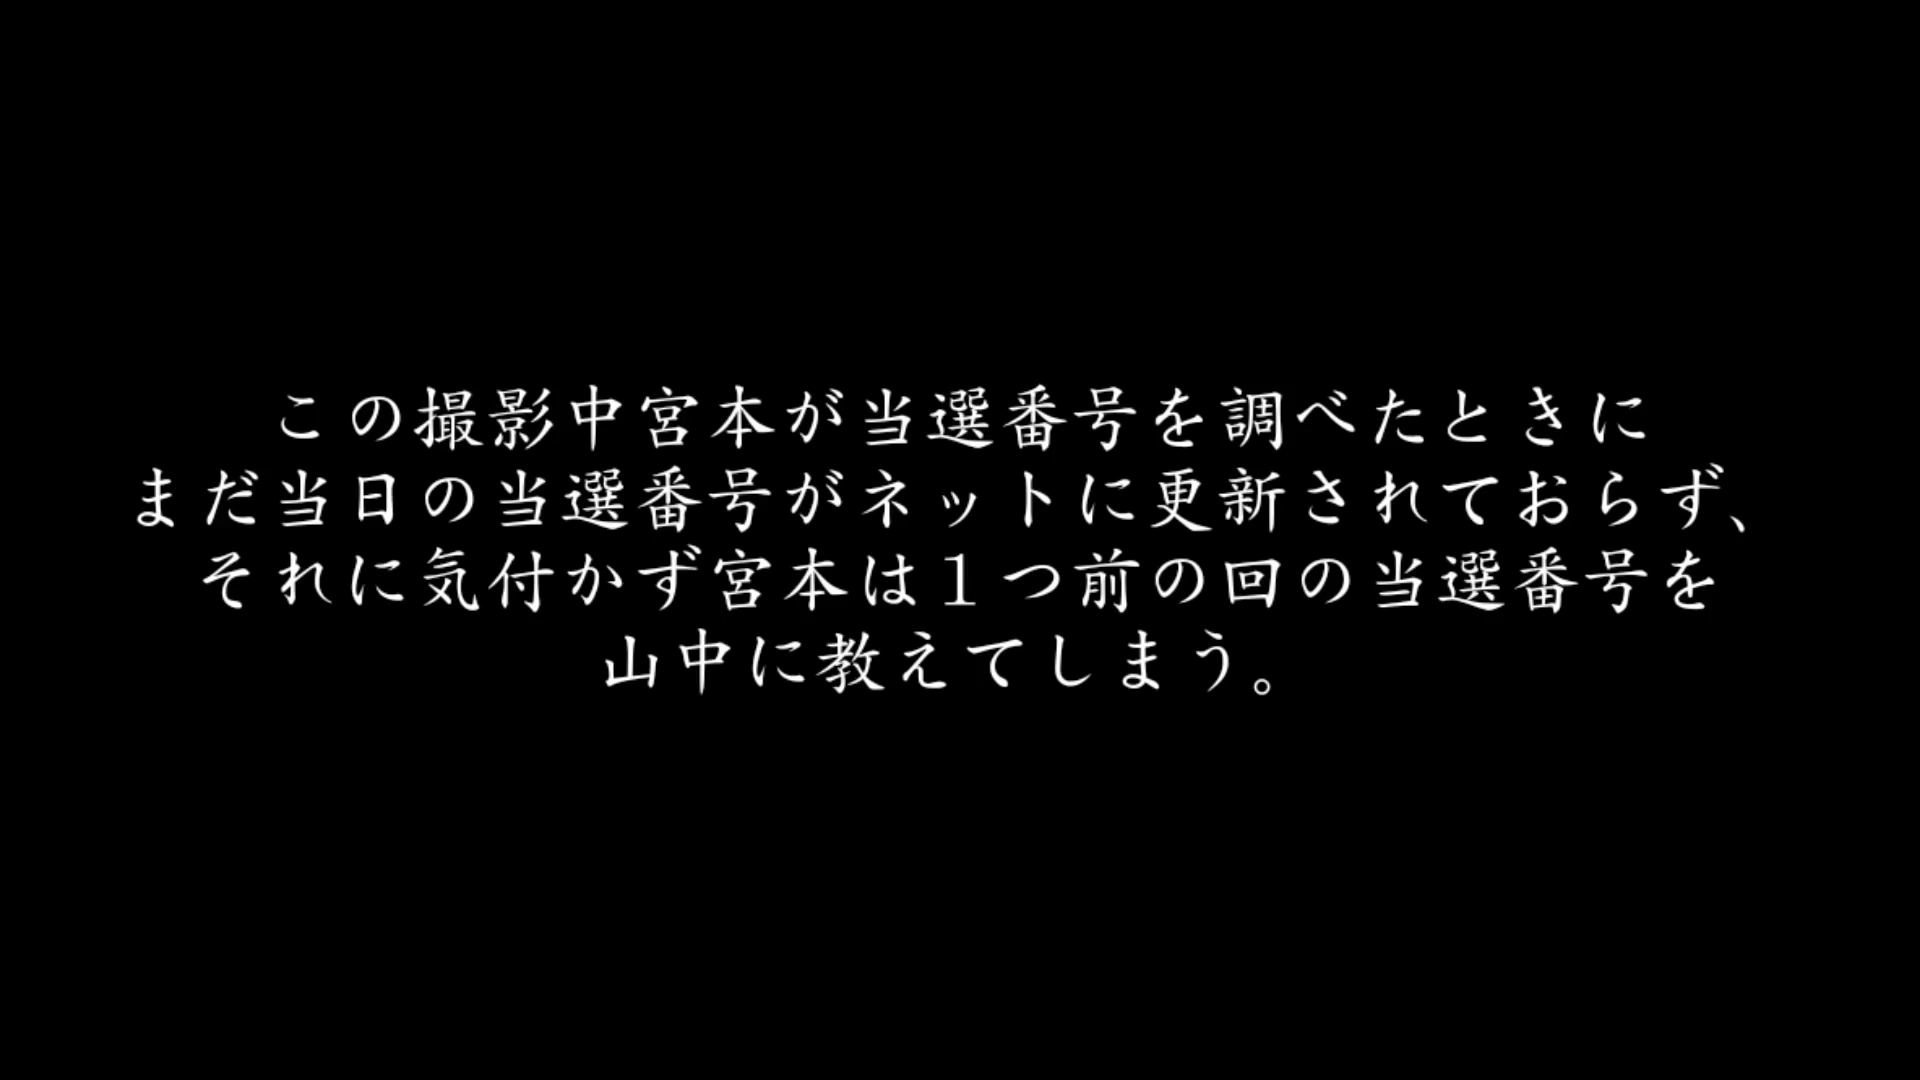 この撮影中宮本が当選番号を調べたときに
まだ当日の当選番号がネットに更新されておらず、
それに気付かず宮本は１つ前の回の当選番号を
山中に教えてしまう。